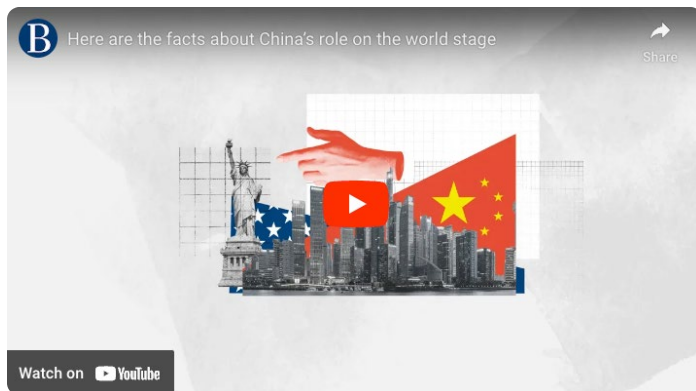 B
Here are the facts about China's role on the world stage
Share
Watch on YouTube